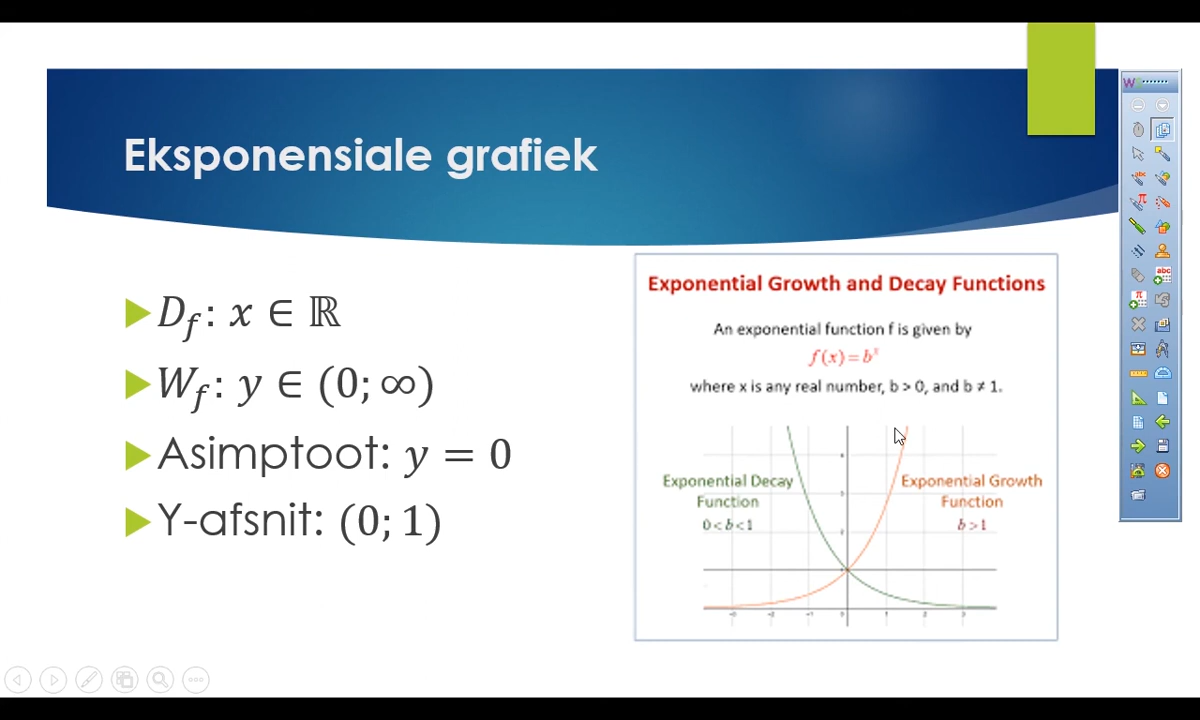 Eksponensiale grafiek
D_f: x ∈ ℝ
W_f: y ∈ (0; ∞)
Asimptoot: y = 0
Y-afsnit: (0; 1)
Exponential Growth and Decay Functions
An exponential function f is given by
f(x) = bˣ
where x is any real number, b > 0, and b ≠ 1.
Exponential Decay
Function
0 < b < 1
Exponential Growth
Function
b > 1